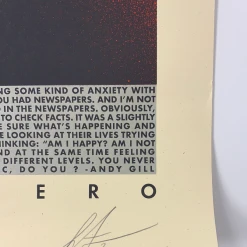 NG SOME KIND OF ANXIETY WITH
OU HAD NEWSPAPERS. AND I'M NOT
D IN THE NEWSPAPERS. OBVIOUSLY,
TO CHECK FACTS. IT WAS A SLIGHTLY
E SURE WHAT'S HAPPENING AND
E LOOKING AT THEIR LIVES TRYING
HINKING: "AM I HAPPY? AM I NOT
ND AT THE SAME TIME FEELING
DIFFERENT LEVELS. YOU NEVER
C, DO YOU? -ANDY GILL
ERO